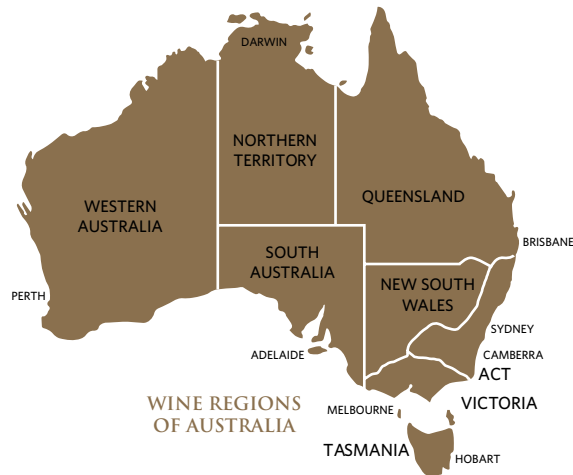 DARWIN
NORTHERN
TERRITORY
QUEENSLAND
WESTERN
AUSTRALIA
SOUTH
AUSTRALIA
BRISBANE
NEW SOUTH
WALES
PERTH
SYDNEY
ADELAIDE
CAMBERRA
ACT
WINE REGIONS
OF AUSTRALIA
MELBOURNE
VICTORIA
TASMANIA
HOBART